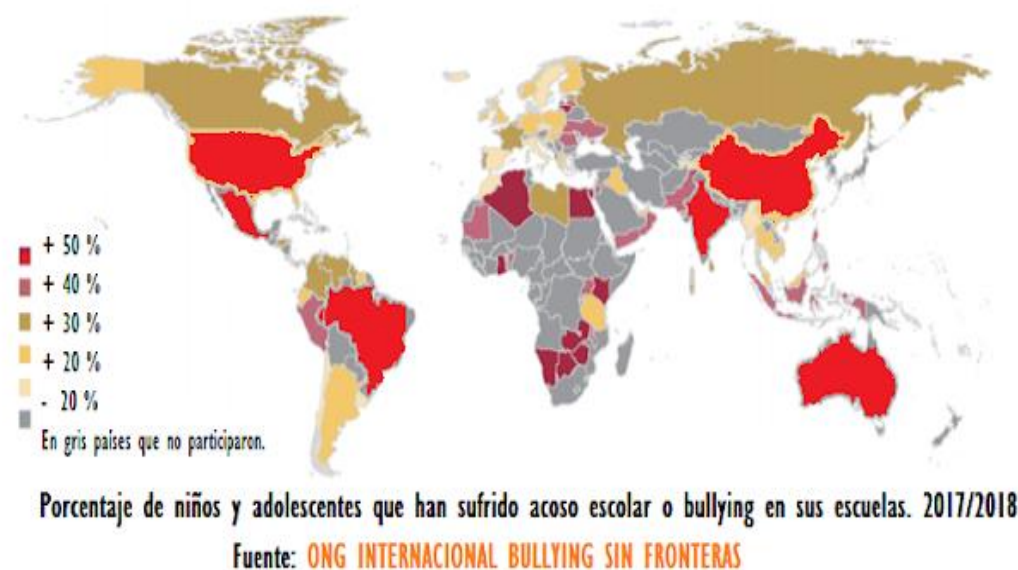 + 50 %
+ 40 %
+ 30 %
+ 20 %
- 20 %
En gris países que no participaron.
Porcentaje de niños y adolescentes que han sufrido acoso escolar o bullying en sus escuelas. 2017/2018
Fuente: ONG INTERNACIONAL BULLYING SIN FRONTERAS